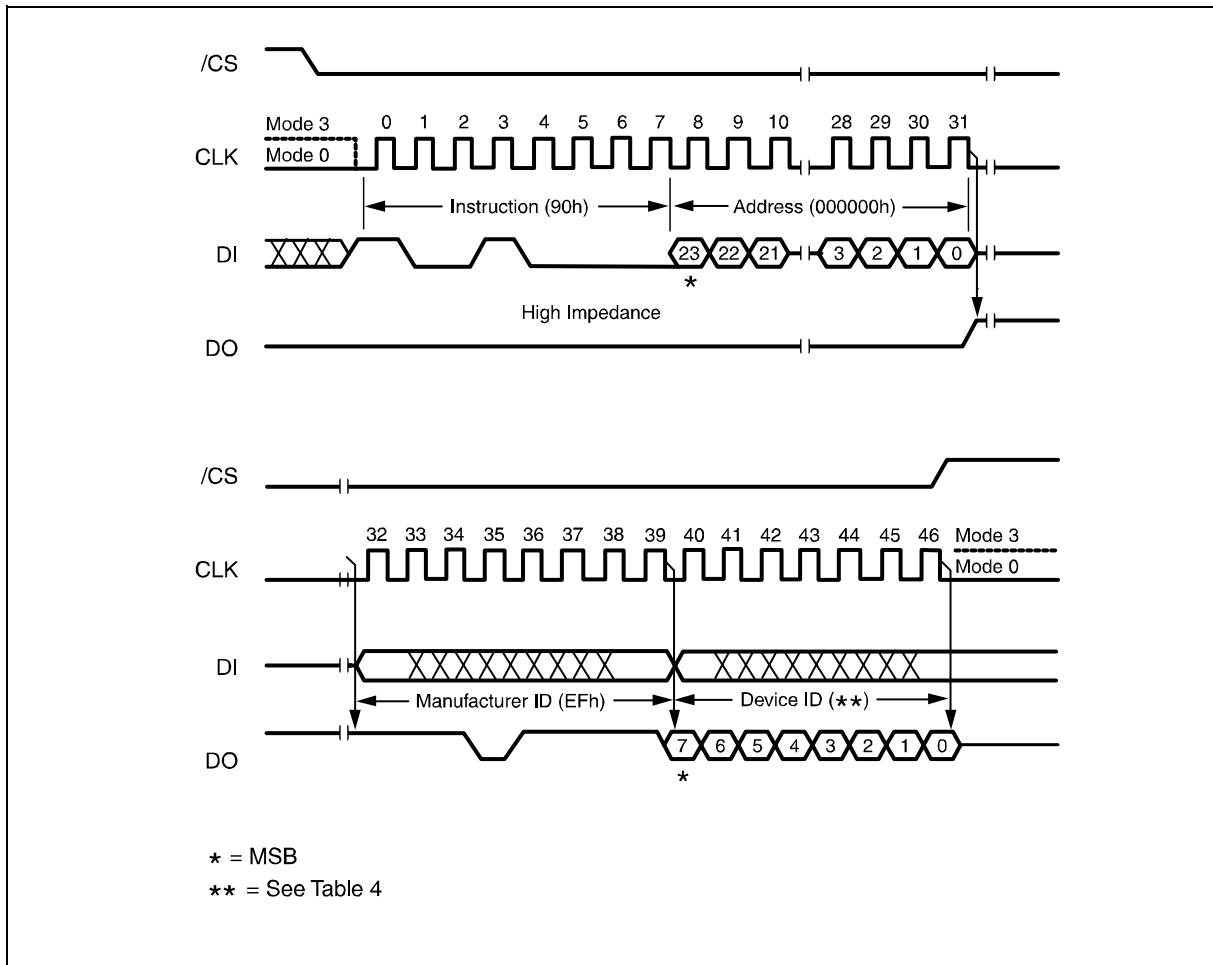 /CS
Mode 3
0 1 2 3 4 5 6 7 8 9 10 28 29 30 31
CLK
Mode 0
Instruction (90h)
Address (000000h)
DI
23 22 21 3 2 1 0
*
High Impedance
DO
/CS
32 33 34 35 36 37 38 39 40 41 42 43 44 45 46
Mode 3
CLK
Mode 0
DI
Manufacturer ID (EFh)
Device ID (**)
DO
7 6 5 4 3 2 1 0
*
* = MSB
** = See Table 4